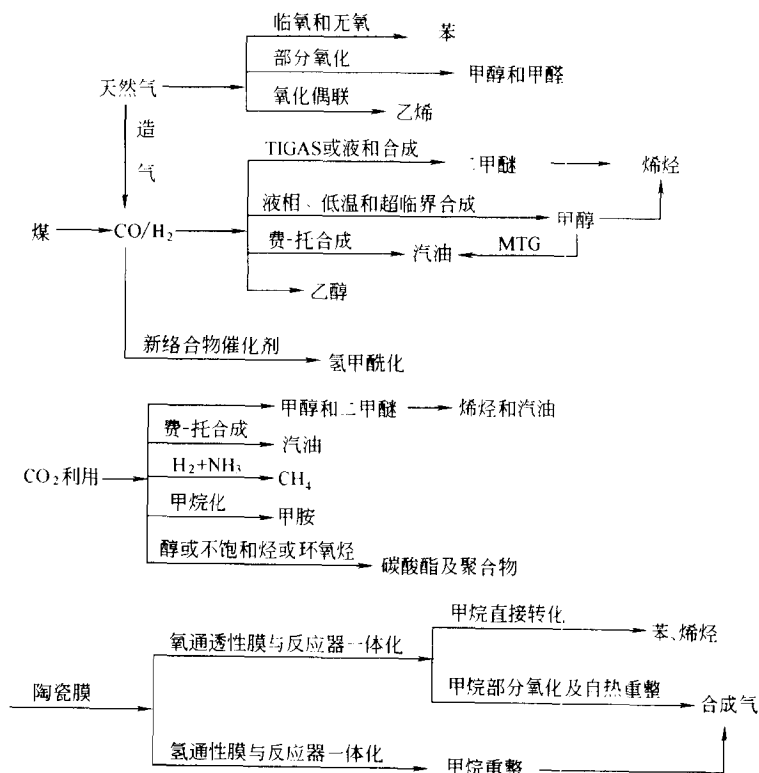 临氧和无氧 苯
部分氧化 甲醇和甲醛
天然气
氧化偶联 乙烯
造
气
TIGAS或液和合成 二甲醚 烯烃
液相、低温和超临界合成 甲醇
煤 CO/H₂
费-托合成 汽油 MTG
乙醇
新络合物催化剂 氢甲酰化
甲醇和二甲醚 烯烃和汽油
费-托合成 汽油
CO₂利用 H₂+NH₃ CH₄
甲烷化 甲胺
醇或不饱和烃或环氧烃 碳酸酯及聚合物
甲烷直接转化 苯、烯烃
氧通透性膜与反应器一体化
陶瓷膜 甲烷部分氧化及自热重整 合成气
氢通性膜与反应器一体化 甲烷重整